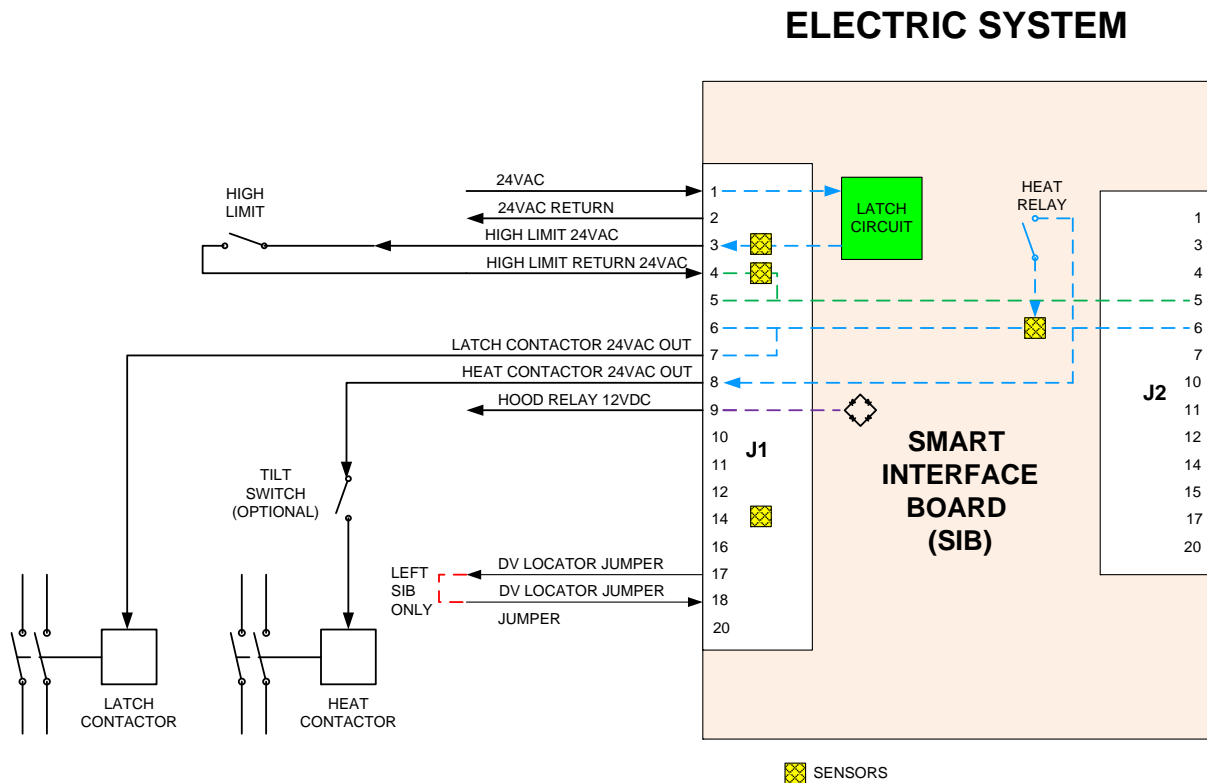 ELECTRIC SYSTEM
24VAC
24VAC RETURN
HIGH
LIMIT
HIGH LIMIT 24VAC
HIGH LIMIT RETURN 24VAC
LATCH CONTACTOR 24VAC OUT
HEAT CONTACTOR 24VAC OUT
HOOD RELAY 12VDC
TILT
SWITCH
(OPTIONAL)
LEFT
SIB
ONLY
DV LOCATOR JUMPER
DV LOCATOR JUMPER
JUMPER
LATCH
CONTACTOR
HEAT
CONTACTOR
1
2
3
4
5
6
7
8
9
10
11
12
14
16
17
18
20
J1
LATCH
CIRCUIT
HEAT
RELAY
SMART
INTERFACE
BOARD
(SIB)
J2
1
3
4
5
6
7
10
11
12
14
15
17
20
SENSORS